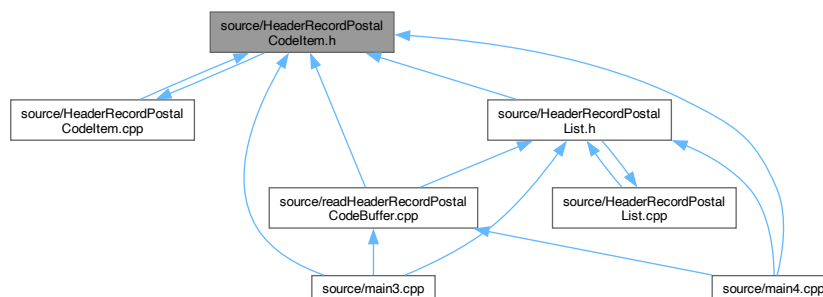 source/HeaderRecordPostal
CodeItem.h
source/HeaderRecordPostal
CodeItem.cpp
source/HeaderRecordPostal
List.h
source/readHeaderRecordPostal
CodeBuffer.cpp
source/HeaderRecordPostal
List.cpp
source/main3.cpp
source/main4.cpp